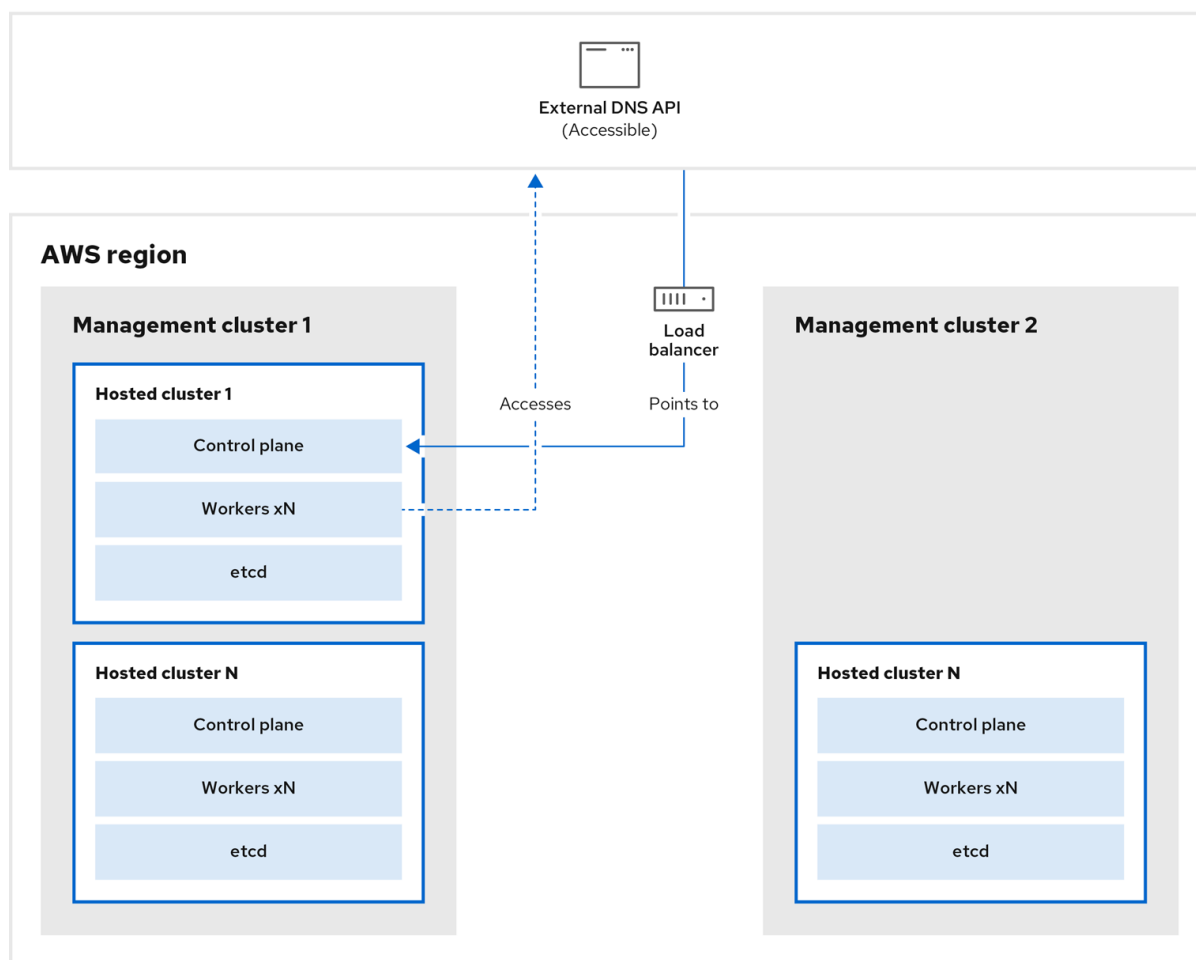 External DNS API
(Accessible)
AWS region
Management cluster 1
Hosted cluster 1
Control plane
Workers xN
etcd
Hosted cluster N
Control plane
Workers xN
etcd
Accesses
Load
balancer
Points to
Management cluster 2
Hosted cluster N
Control plane
Workers xN
etcd